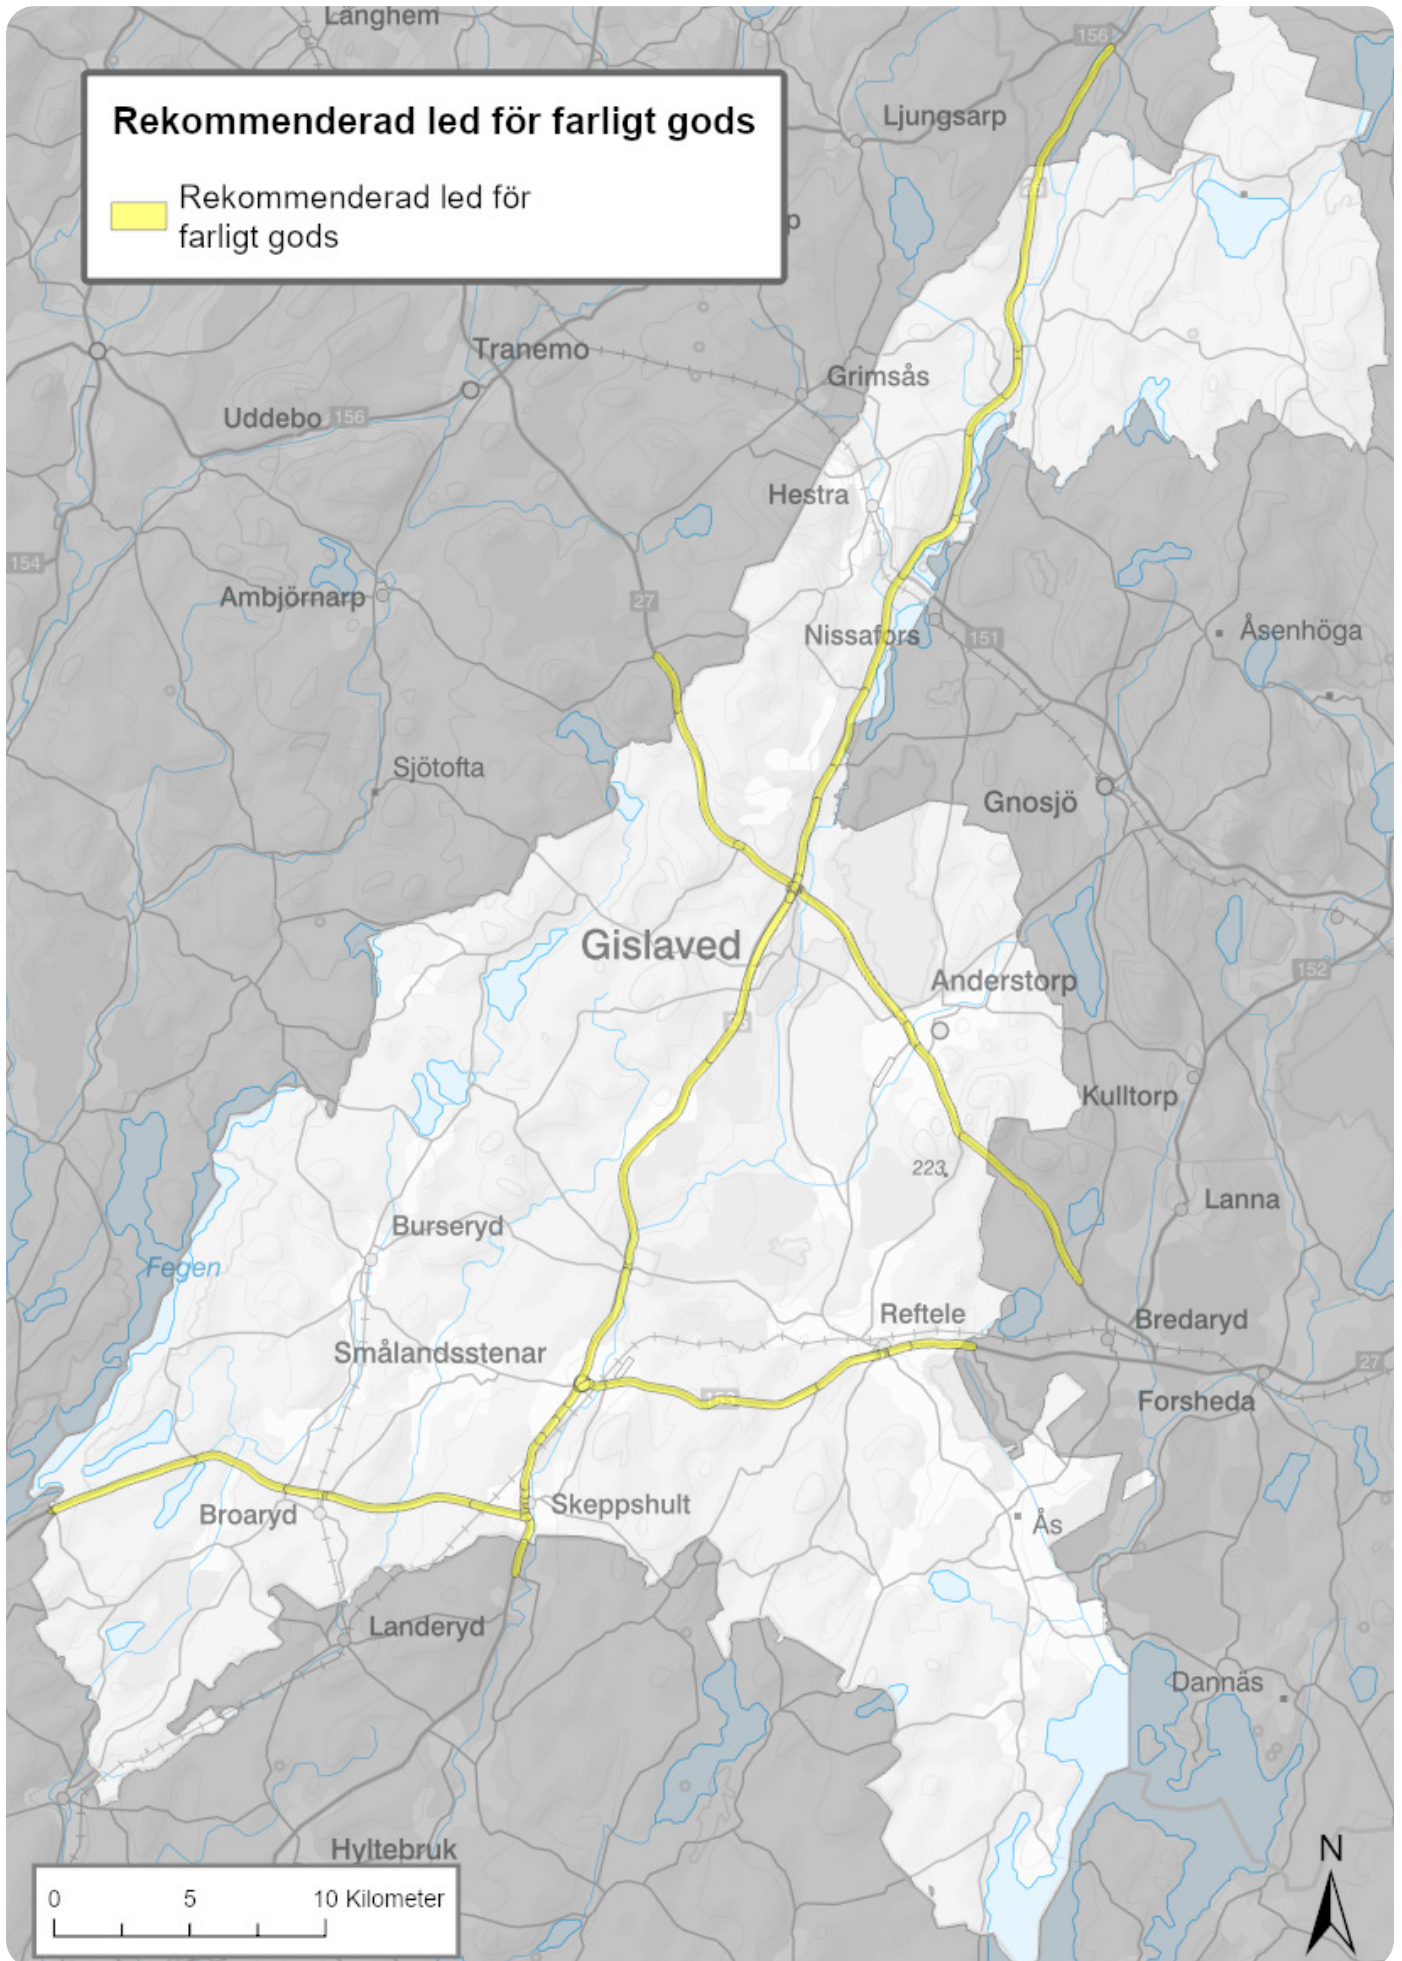 Länghem
156
Rekommenderad led för farligt gods
Rekommenderad led för
farligt gods
Ljungsarp
26
p
Tranemo
Grimsås
Uddebo
156
Hestra
154
Ambjörnarp
27
Nissafors
151
Åsenhöga
Sjötofta
Gnosjö
Gislaved
Anderstorp
152
26
Kulltorp
223
Lanna
Burseryd
Fegen
Reftele
Bredaryd
Smålandsstenar
27
Forsheda
Skeppshult
Broaryd
Ås
Landeryd
Dannäs
Hyltebruk
N
0 5 10 Kilometer